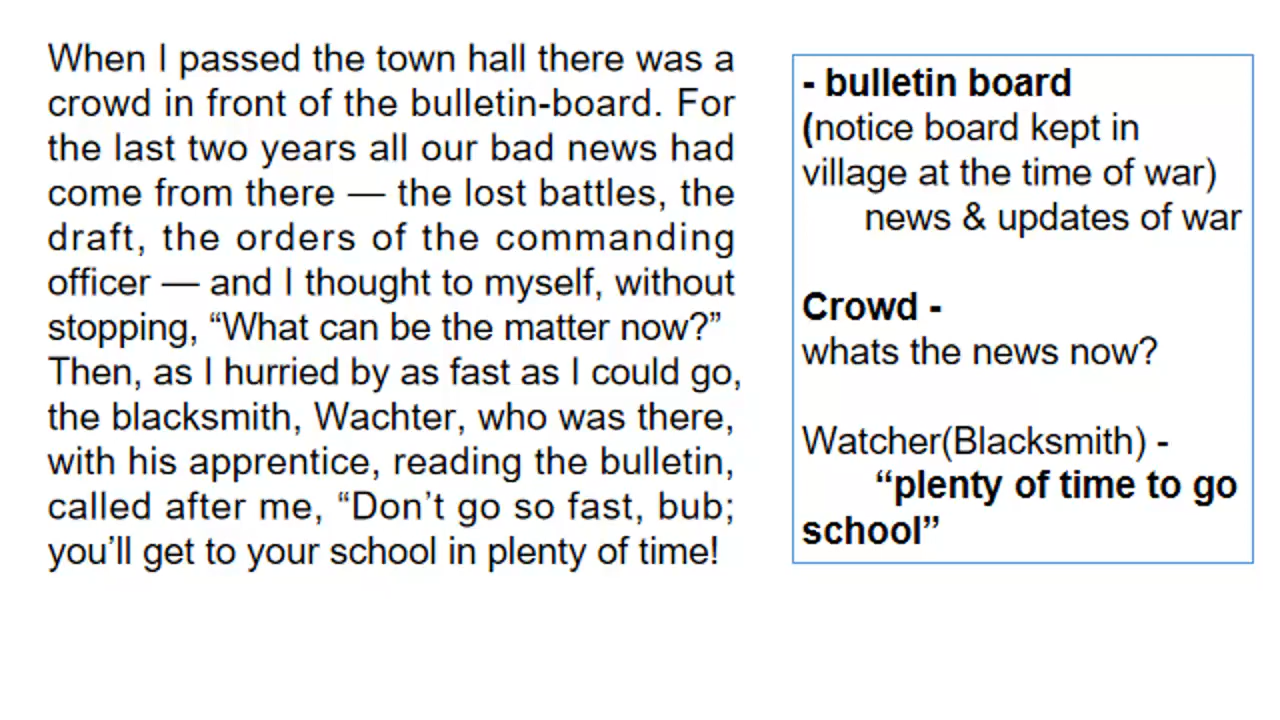 When I passed the town hall there was a
crowd in front of the bulletin-board. For
the last two years all our bad news had
come from there — the lost battles, the
draft, the orders of the commanding
officer — and I thought to myself, without
stopping, “What can be the matter now?”
Then, as I hurried by as fast as I could go,
the blacksmith, Wachter, who was there,
with his apprentice, reading the bulletin,
called after me, “Don’t go so fast, bub;
you’ll get to your school in plenty of time!
- bulletin board
(notice board kept in
village at the time of war)
news & updates of war
Crowd -
whats the news now?
Watcher(Blacksmith) -
“plenty of time to go
school”